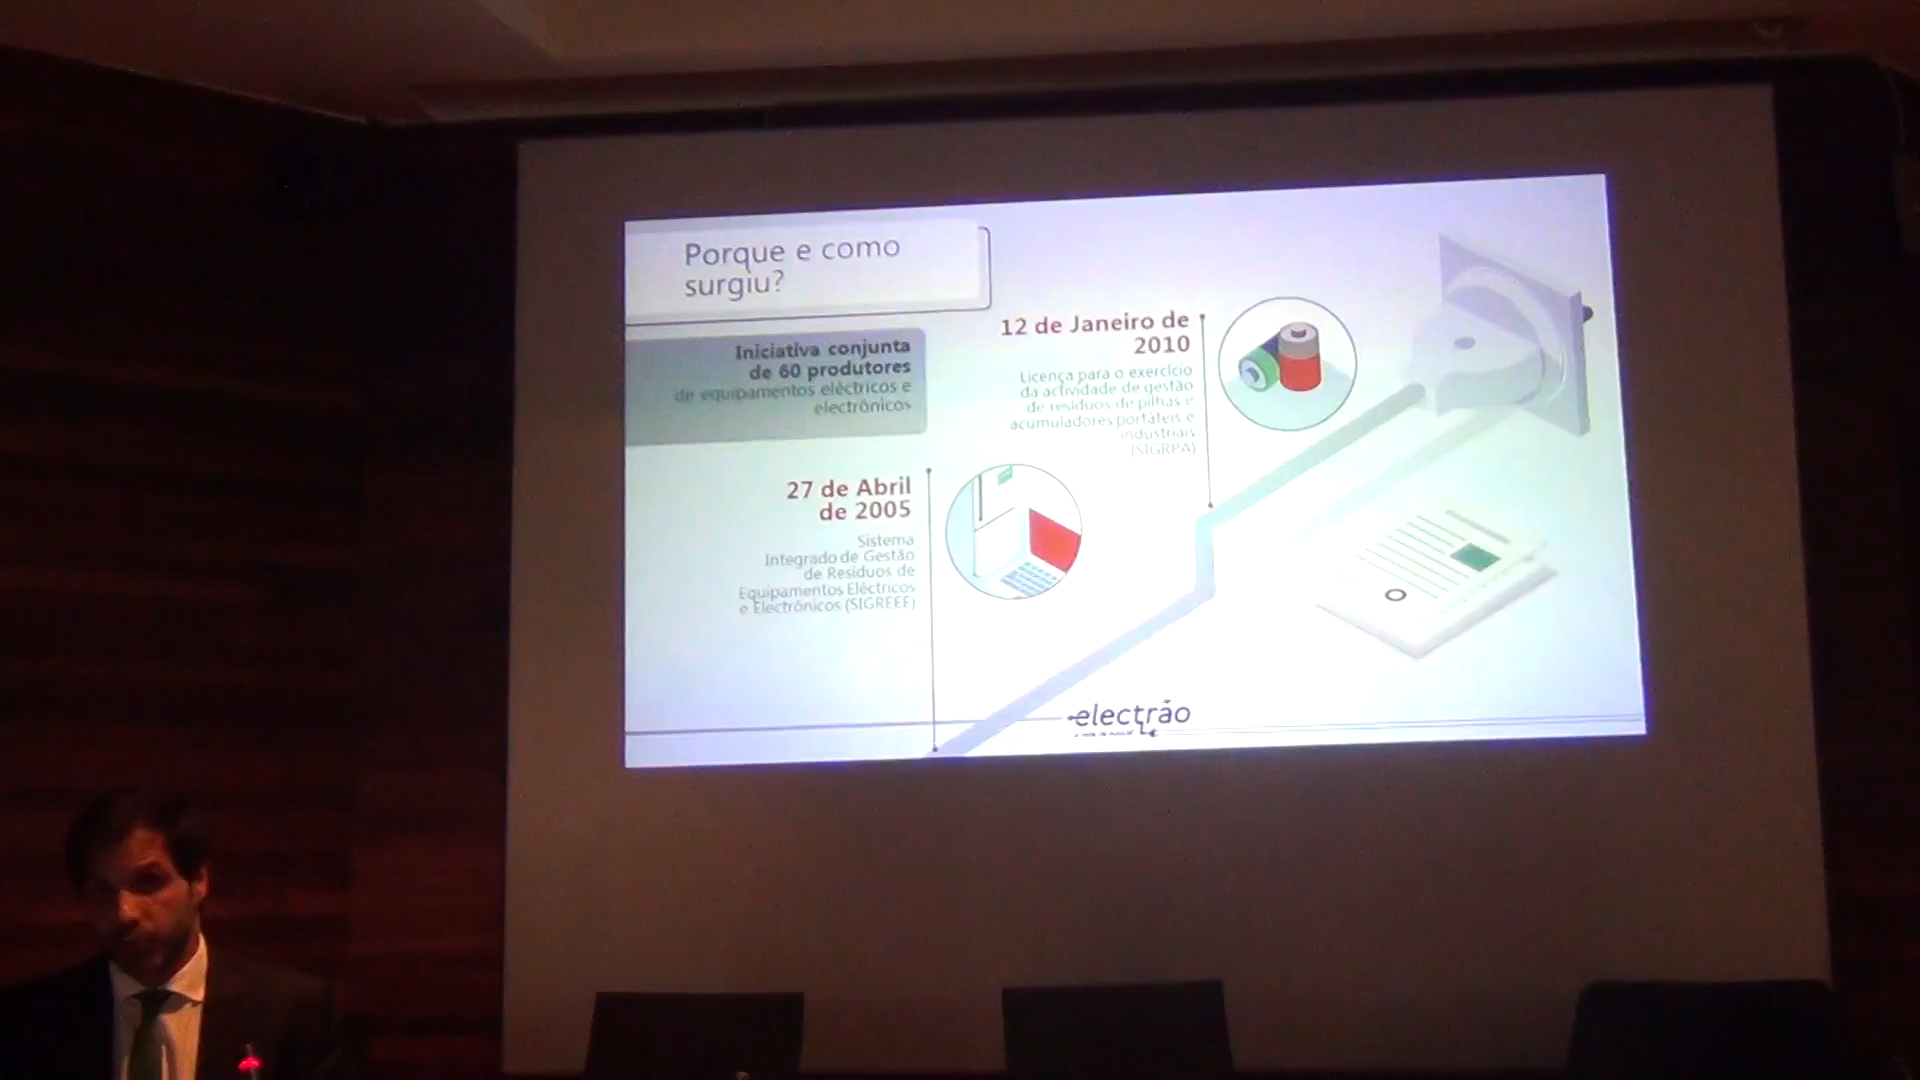 Porque e como
surgiu?
Iniciativa conjunta
de 60 produtores
de equipamentos eléctricos e
electrónicos
12 de Janeiro de
2010
Licença para o exercício
da actividade de gestão
de resíduos de pilhas e
acumuladores portáteis e
industriais
(SIGRPA)
27 de Abril
de 2005
Sistema
Integrado de Gestão
de Resíduos de
Equipamentos Eléctricos
e Electrónicos (SIGREEE)
electrão